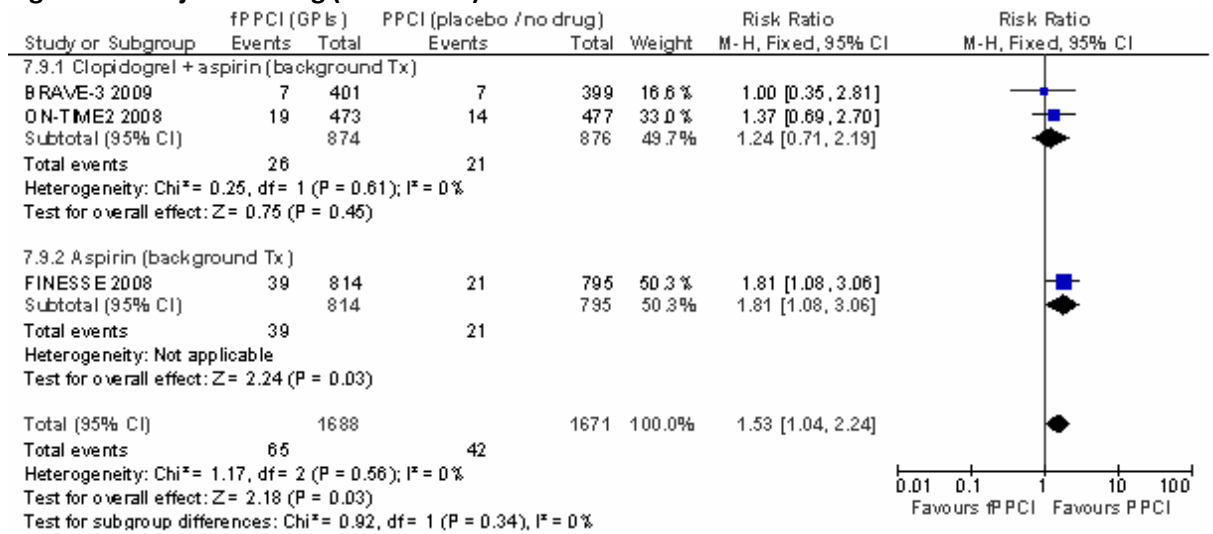 fPPCI (GPIs) PPCI (placebo / no drug) Risk Ratio Risk Ratio
Study or Subgroup Events Total Events Total Weight M-H, Fixed, 95% CI M-H, Fixed, 95% CI
7.9.1 Clopidogrel + aspirin (background Tx)
BRAVE-3 2009 7 401 7 399 16.6% 1.00 [0.35, 2.81]
ON-TIME2 2008 19 473 14 477 33.0% 1.37 [0.69, 2.70]
Subtotal (95% CI) 874 876 49.7% 1.24 [0.71, 2.19]
Total events 26 21
Heterogeneity: Chi² = 0.25, df = 1 (P = 0.61); I² = 0%
Test for overall effect: Z = 0.75 (P = 0.45)
7.9.2 Aspirin (background Tx)
FINESSE 2008 39 814 21 795 50.3% 1.81 [1.08, 3.06]
Subtotal (95% CI) 814 795 50.3% 1.81 [1.08, 3.06]
Total events 39 21
Heterogeneity: Not applicable
Test for overall effect: Z = 2.24 (P = 0.03)
Total (95% CI) 1688 1671 100.0% 1.53 [1.04, 2.24]
Total events 65 42
Heterogeneity: Chi² = 1.17, df = 2 (P = 0.56); I² = 0%
Test for overall effect: Z = 2.18 (P = 0.03)
Test for subgroup differences: Chi² = 0.92, df = 1 (P = 0.34), I² = 0%
0.01 0.1 1 10 100
Favours fPPCI Favours PPCI